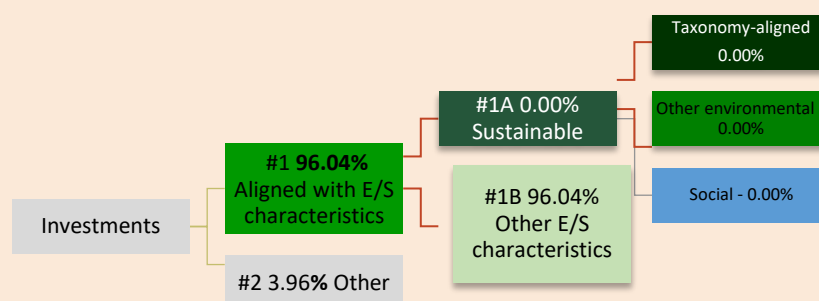 Investments
#1 96.04%
Aligned with E/S
characteristics
#2 3.96% Other
#1A 0.00%
Sustainable
#1B 96.04%
Other E/S
characteristics
Taxonomy-aligned
0.00%
Other environmental
0.00%
Social - 0.00%